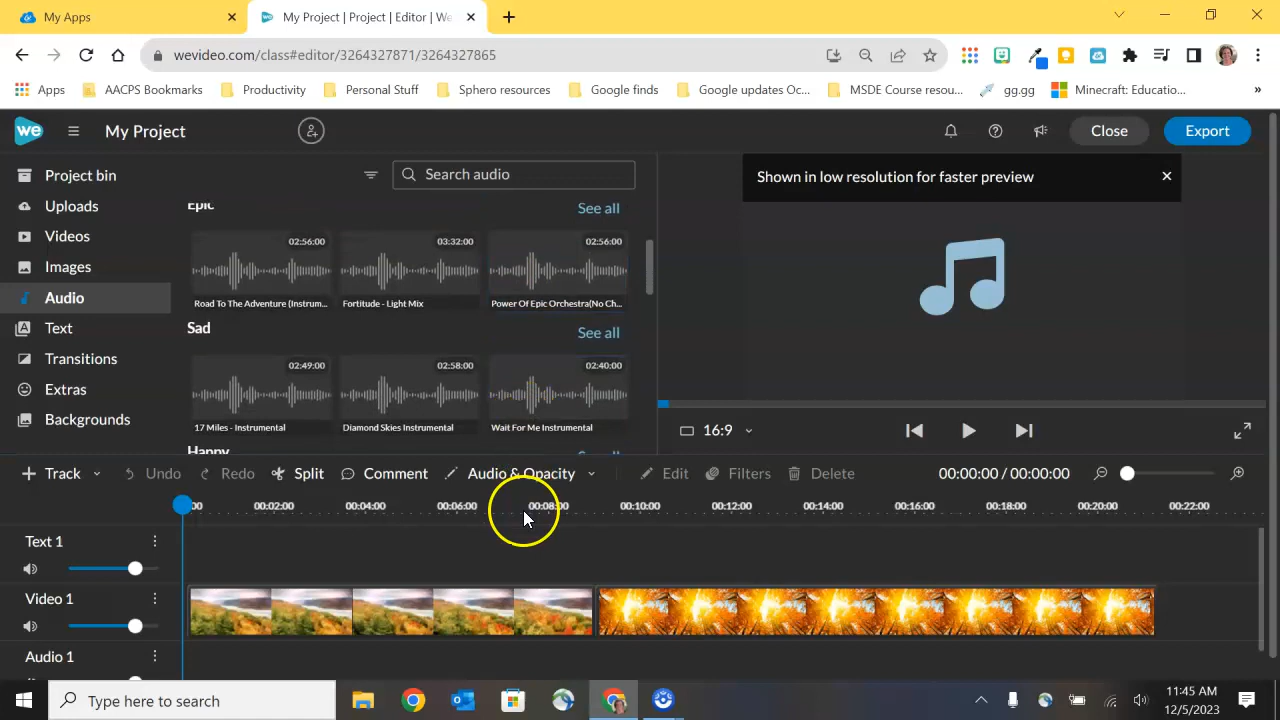 My Apps
My Project | Project | Editor | We
wevideo.com/class#editor/3264327871/3264327865
Apps
AACPS Bookmarks
Productivity
Personal Stuff
Sphero resources
Google finds
Google updates Oc...
MSDE Course resou...
gg.gg
Minecraft: Educatio...
»
we
My Project
Close
Export
Project bin
Uploads
Videos
Images
Audio
Text
Transitions
Extras
Backgrounds
Search audio
Epic
See all
02:56:00
03:32:00
02:56:00
Road To The Adventure (Instrum...
Fortitude - Light Mix
Power Of Epic Orchestra(No Ch...
Sad
See all
02:49:00
02:58:00
02:40:00
17 Miles - Instrumental
Diamond Skies Instrumental
Wait For Me Instrumental
Happy
Shown in low resolution for faster preview
16:9
Track
Undo
Redo
Split
Comment
Audio & Opacity
Edit
Filters
Delete
00:00:00 / 00:00:00
00:02:00
00:04:00
00:06:00
00:08:00
00:10:00
00:12:00
00:14:00
00:16:00
00:18:00
00:20:00
00:22:00
Text 1
Video 1
Audio 1
Type here to search
11:45 AM
12/5/2023